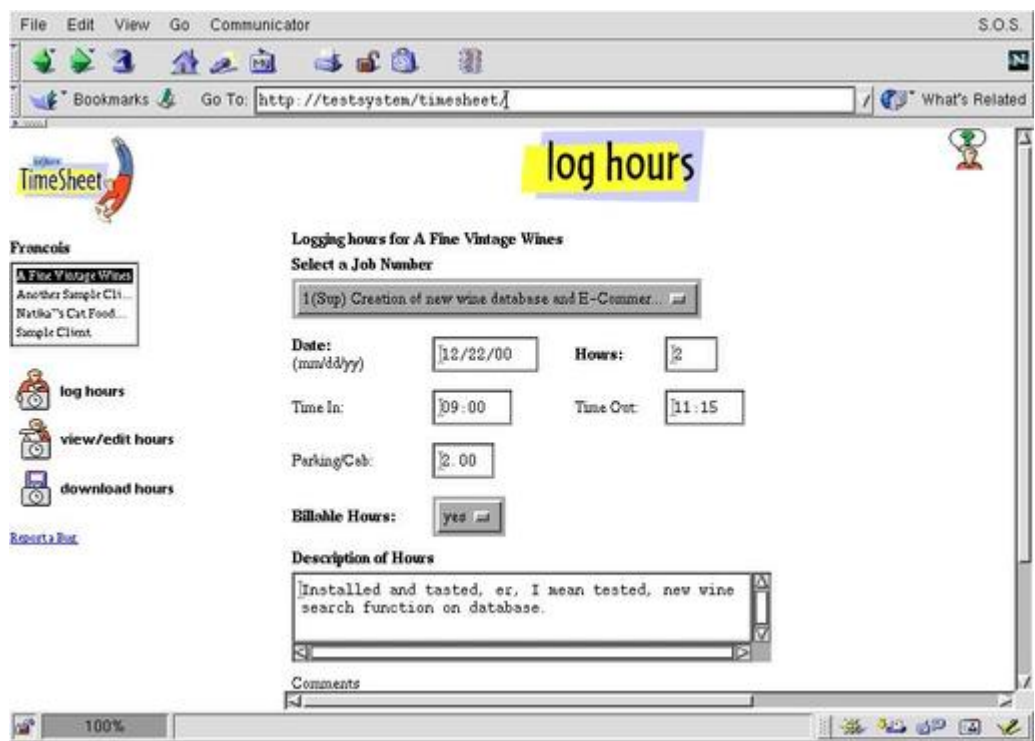 File Edit View Go Communicator S.O.S.
Bookmarks Go To: http://testsystem/timesheet/ What's Related
TimeSheet
log hours
Francois
A Fine Vintage Wines
Another Sample Cli...
Natika''s Cat Food...
Sample Client
log hours
view/edit hours
download hours
Report a Bug
Logging hours for A Fine Vintage Wines
Select a Job Number
1(Sup) Creation of new wine database and E-Commer...
Date: 12/22/00 Hours: 2
(mm/dd/yy)
Time In: 09:00 Time Out: 11:15
Parking/Cab: 2.00
Billable Hours: yes
Description of Hours
Installed and tasted, er, I mean tested, new wine
search function on database.
Comments
100%